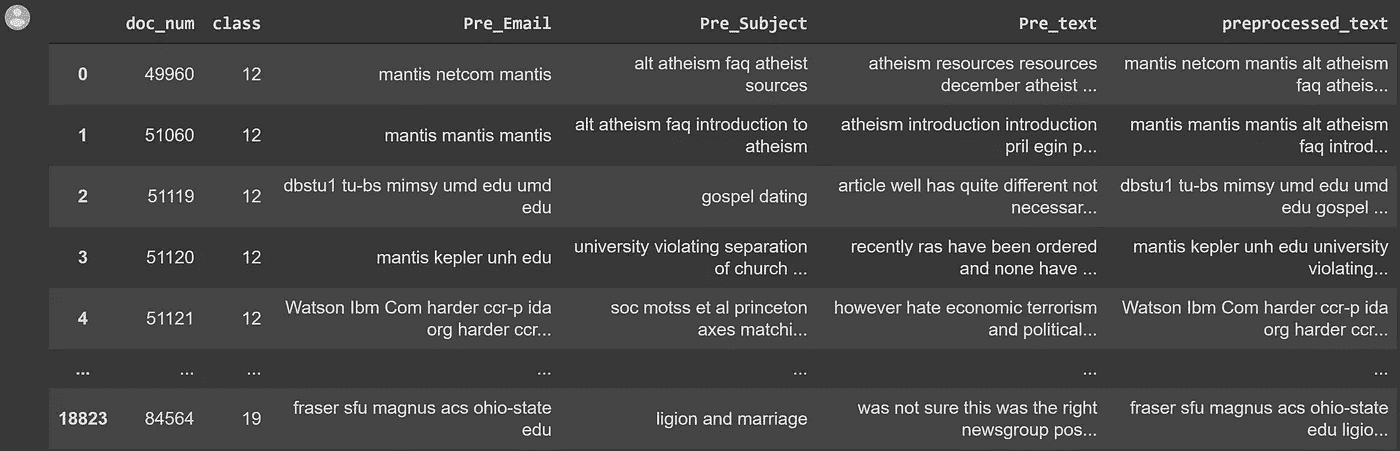 doc_num class Pre_Email Pre_Subject Pre_text preprocessed_text
0 49960 12 mantis netcom mantis alt atheism faq atheist sources atheism resources resources december atheist ... mantis netcom mantis alt atheism faq atheis...
1 51060 12 mantis mantis mantis alt atheism faq introduction to atheism atheism introduction introduction pril egin p... mantis mantis mantis alt atheism faq introd...
2 51119 12 dbstu1 tu-bs mimsy umd edu umd edu gospel dating article well has quite different not necessar... dbstu1 tu-bs mimsy umd edu umd edu gospel ...
3 51120 12 mantis kepler unh edu university violating separation of church ... recently ras have been ordered and none have ... mantis kepler unh edu university violating...
4 51121 12 Watson Ibm Com harder ccr-p ida org harder ccr... soc motss et al princeton axes matchi... however hate economic terrorism and political... Watson Ibm Com harder ccr-p ida org harder ccr...
... ... ... ... ... ... ...
18823 84564 19 fraser sfu magnus acs ohio-state edu ligion and marriage was not sure this was the right newsgroup pos... fraser sfu magnus acs ohio-state edu ligio...